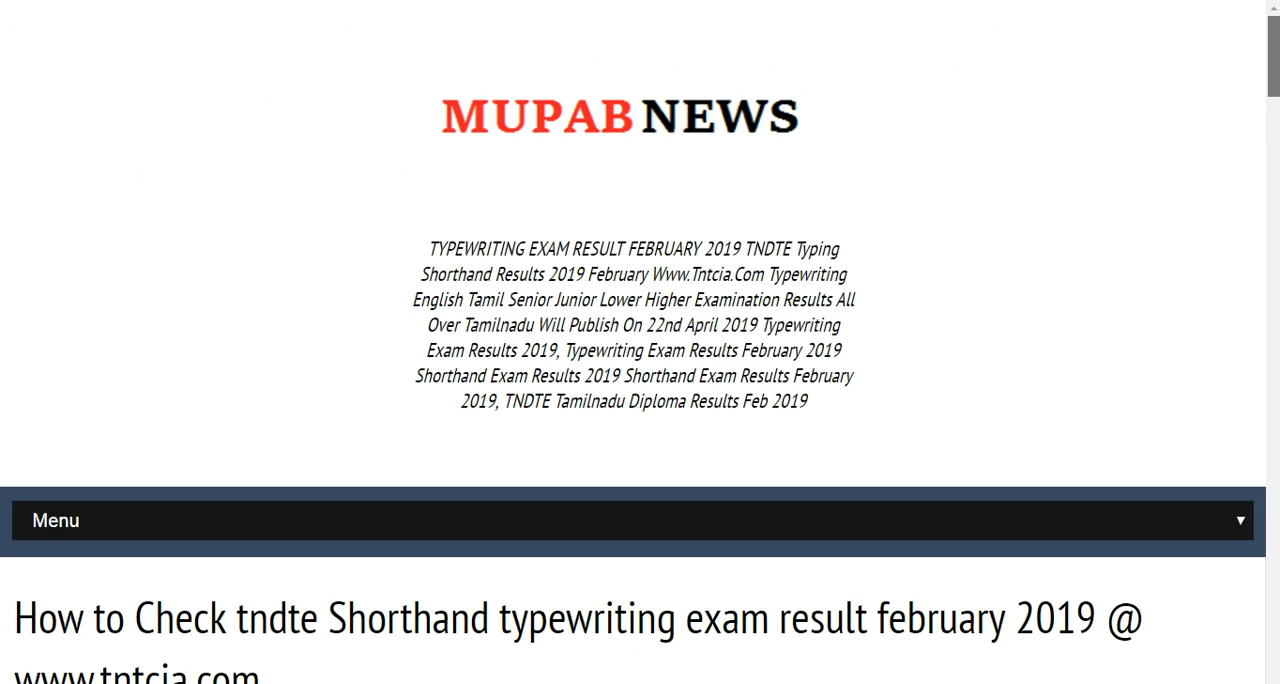 MUPAB NEWS
TYPEWRITING EXAM RESULT FEBRUARY 2019 TNDTE Typing
Shorthand Results 2019 February Www.Tntcia.Com Typewriting
English Tamil Senior Junior Lower Higher Examination Results All
Over Tamilnadu Will Publish On 22nd April 2019 Typewriting
Exam Results 2019, Typewriting Exam Results February 2019
Shorthand Exam Results 2019 Shorthand Exam Results February
2019, TNDTE Tamilnadu Diploma Results Feb 2019
Menu
How to Check tndte Shorthand typewriting exam result february 2019 @
www.tntcia.com